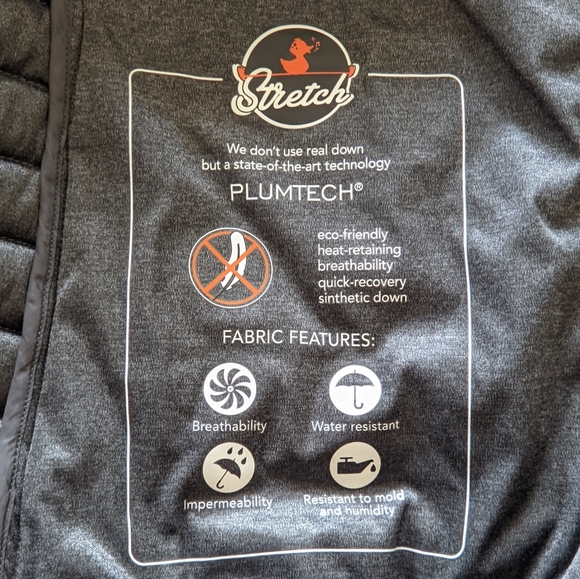 Stretch
We don't use real down
but a state-of-the-art technology
PLUMTECH®
eco-friendly
heat-retaining
breathability
quick-recovery
sinthetic down
FABRIC FEATURES:
Breathability
Water resistant
Impermeability
Resistant to mold
and humidity